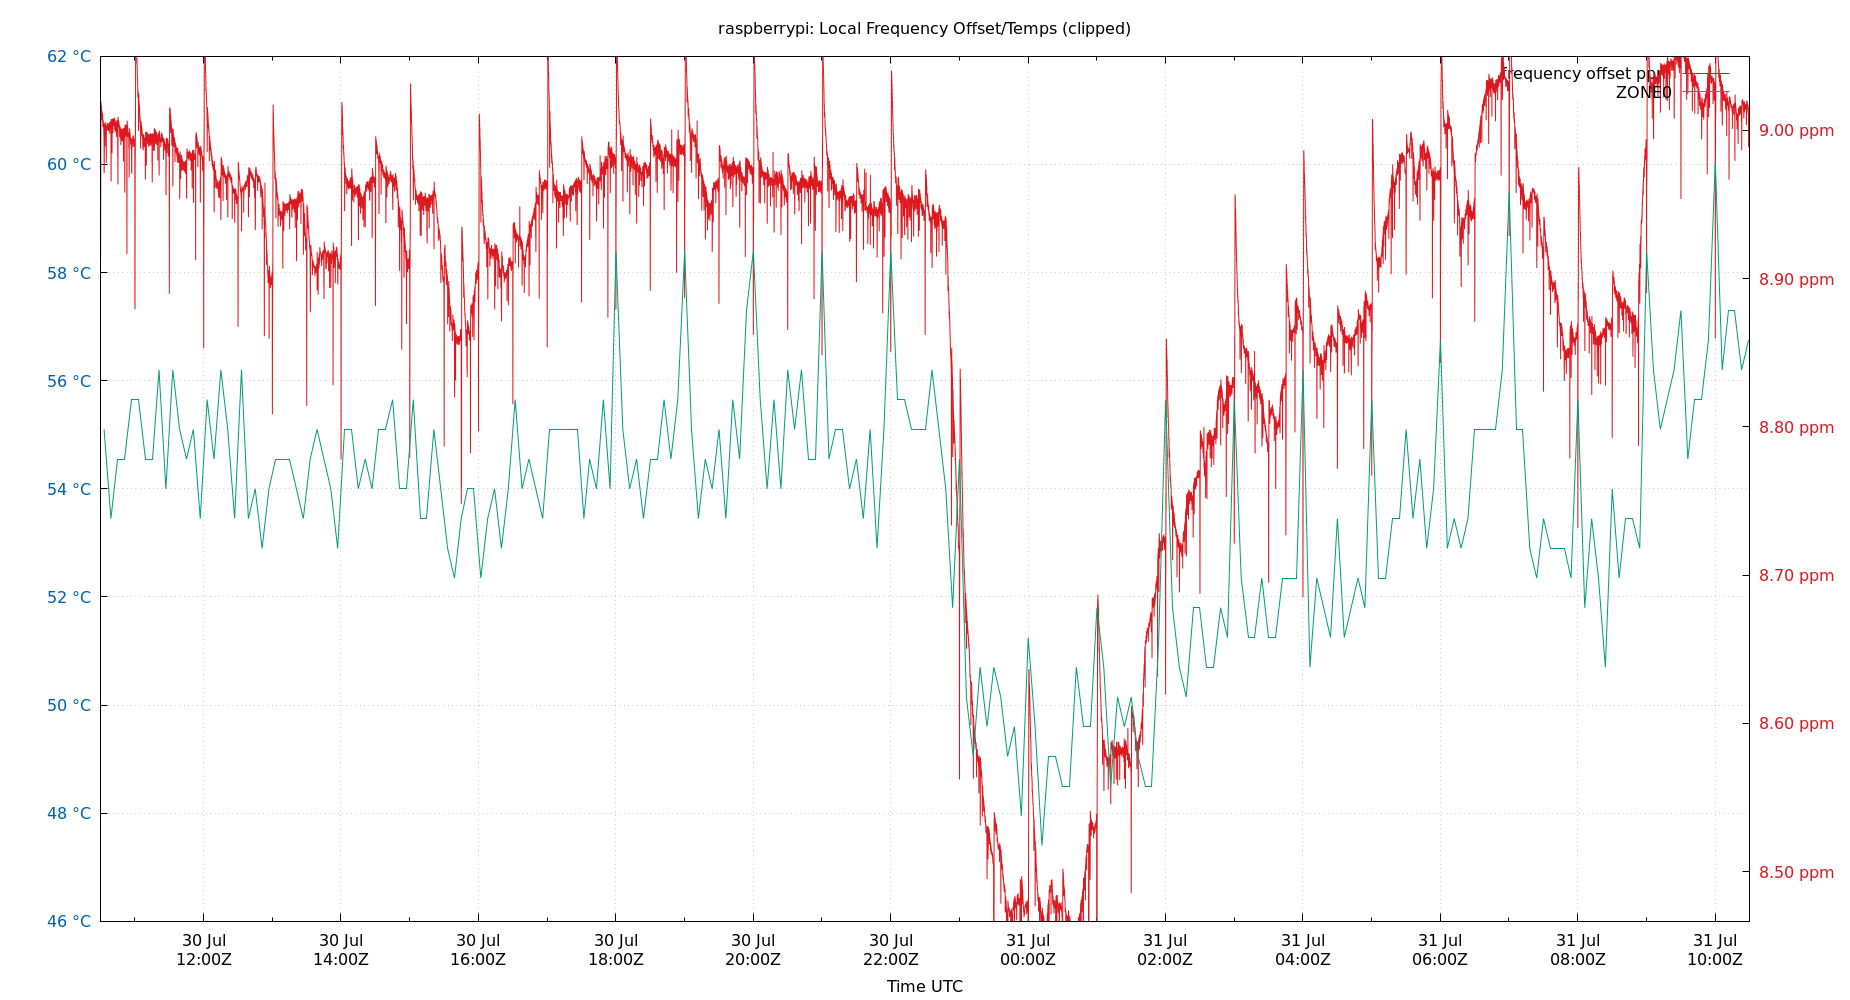 raspberrypi: Local Frequency Offset/Temps (clipped)
62 °C
60 °C
58 °C
56 °C
54 °C
52 °C
50 °C
48 °C
46 °C
frequency offset ppm
ZONE0
9.00 ppm
8.90 ppm
8.80 ppm
8.70 ppm
8.60 ppm
8.50 ppm
30 Jul
12:00Z
30 Jul
14:00Z
30 Jul
16:00Z
30 Jul
18:00Z
30 Jul
20:00Z
30 Jul
22:00Z
31 Jul
00:00Z
31 Jul
02:00Z
31 Jul
04:00Z
31 Jul
06:00Z
31 Jul
08:00Z
31 Jul
10:00Z
Time UTC